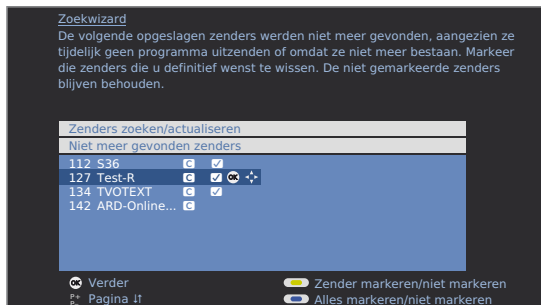 Zoekwizard
De volgende opgeslagen zenders werden niet meer gevonden, aangezien ze
tijdelijk geen programma uitzenden of omdat ze niet meer bestaan. Markeer
die zenders die u definitief wenst te wissen. De niet gemarkeerde zenders
blijven behouden.
Zenders zoeken/actualiseren
Niet meer gevonden zenders
112 S36 C
127 Test-R C OK
134 TVOTEXT C
142 ARD-Online... C
OK Verder
Zender markeren/niet markeren
P+ P– Pagina ↓↑
Alles markeren/niet markeren